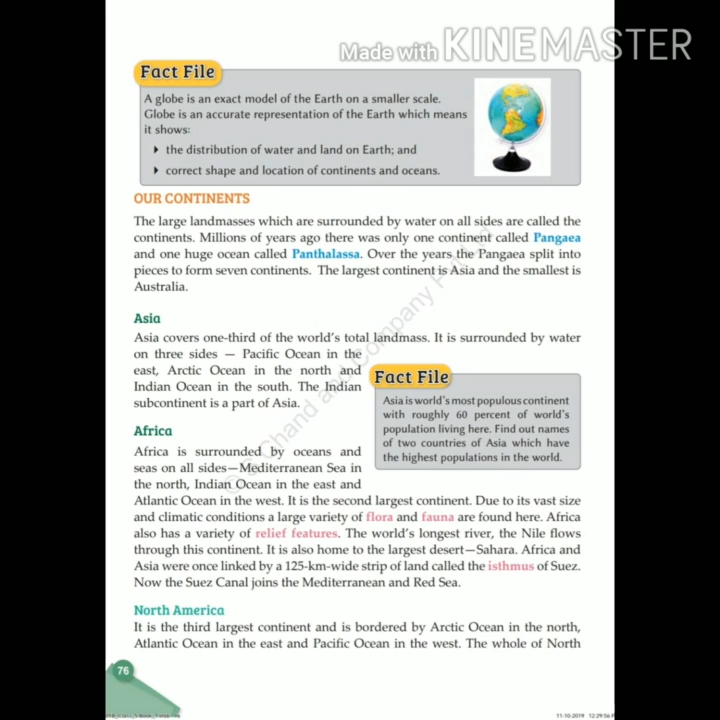 Made with KINEMASTER
Fact File
A globe is an exact model of the Earth on a smaller scale.
Globe is an accurate representation of the Earth which means
it shows:
the distribution of water and land on Earth; and
correct shape and location of continents and oceans.
OUR CONTINENTS
The large landmasses which are surrounded by water on all sides are called the
continents. Millions of years ago there was only one continent called Pangaea
and one huge ocean called Panthalassa. Over the years the Pangaea split into
pieces to form seven continents. The largest continent is Asia and the smallest is
Australia.
Asia
Asia covers one-third of the world's total landmass. It is surrounded by water
on three sides — Pacific Ocean in the
east, Arctic Ocean in the north and
Indian Ocean in the south. The Indian
subcontinent is a part of Asia.
Fact File
Asia is world's most populous continent
with roughly 60 percent of world's
population living here. Find out names
of two countries of Asia which have
the highest populations in the world.
Africa
Africa is surrounded by oceans and
seas on all sides—Mediterranean Sea in
the north, Indian Ocean in the east and
Atlantic Ocean in the west. It is the second largest continent. Due to its vast size
and climatic conditions a large variety of flora and fauna are found here. Africa
also has a variety of relief features. The world's longest river, the Nile flows
through this continent. It is also home to the largest desert—Sahara. Africa and
Asia were once linked by a 125-km-wide strip of land called the isthmus of Suez.
Now the Suez Canal joins the Mediterranean and Red Sea.
North America
It is the third largest continent and is bordered by Arctic Ocean in the north,
Atlantic Ocean in the east and Pacific Ocean in the west. The whole of North
76
11-10-2019 12:29:56 P